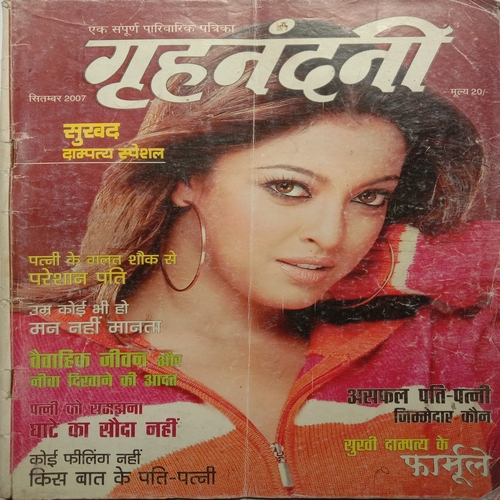 एक संपूर्ण पारिवारिक पत्रिका
गृहनंदनी
सितम्बर 2007
मूल्य 20/-
सुखद
दाम्पत्य स्पेशल
पत्नी के गलत शौक से
परेशान पति
उम्र कोई भी हो
मन नहीं मानता
वैवाहिक जीवन और
नीचा दिखाने की आदत
पत्नी को समझना
घाटे का सौदा नहीं
कोई फीलिंग नहीं
किस बात के पति-पत्नी
असफल पति-पत्नी
जिम्मेदार कौन
सुखी दाम्पत्य के
फार्मूले